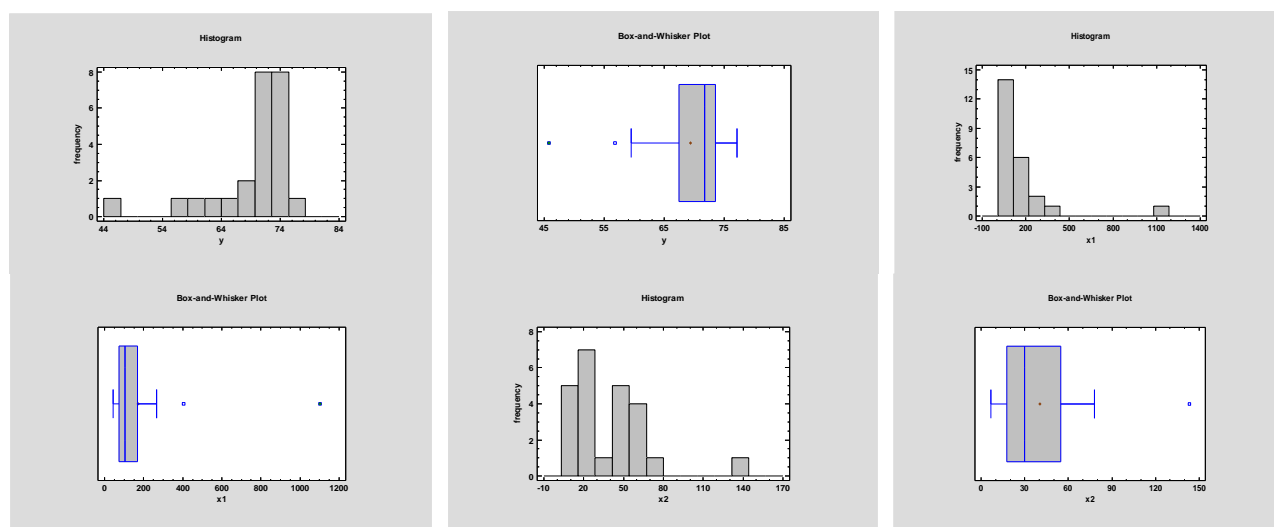 Histogram
frequency
8
6
4
2
0
44 54 64 74 84
y
Box-and-Whisker Plot
45 55 65 75 85
y
Histogram
frequency
15
12
9
6
3
0
-100 200 500 800 1100 1400
x1
Box-and-Whisker Plot
0 200 400 600 800 1000 1200
x1
Histogram
frequency
8
6
4
2
0
-10 20 50 80 110 140 170
x2
Box-and-Whisker Plot
0 30 60 90 120 150
x2